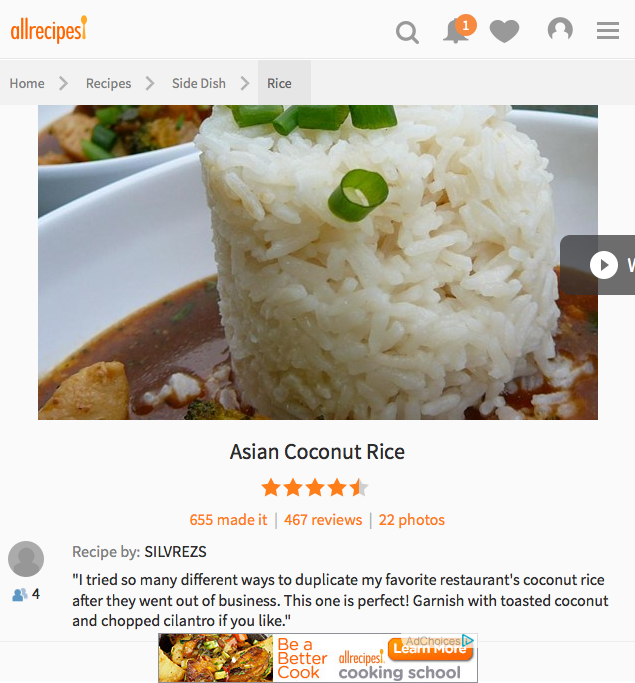 allrecipes
1
Home
Recipes
Side Dish
Rice
W
Asian Coconut Rice
655 made it | 467 reviews | 22 photos
Recipe by: SILVREZS
4
"I tried so many different ways to duplicate my favorite restaurant's coconut rice
after they went out of business. This one is perfect! Garnish with toasted coconut
and chopped cilantro if you like."
Be a
Better
Cook
allrecipes!
cooking school
AdChoices
Learn More